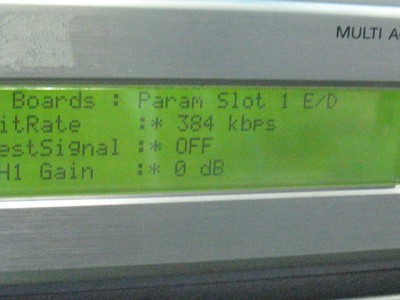 MULTI A
Boards : Param Slot 1 E/D
itRate :* 384 kbps
estSignal :* OFF
H1 Gain :* 0 dB